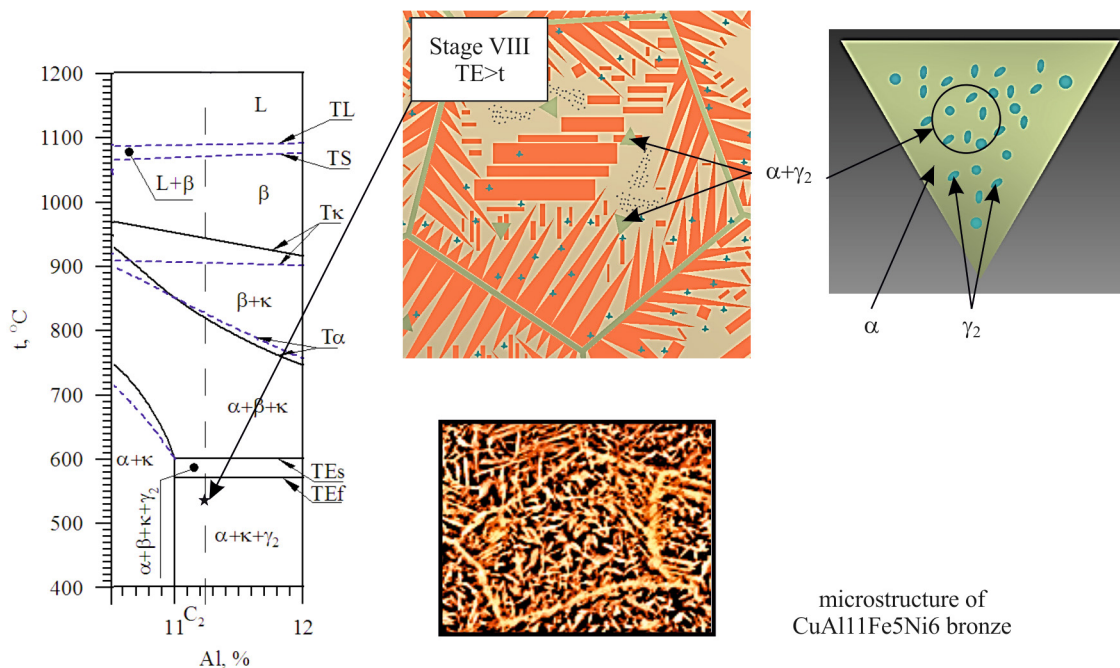 Stage VIII
TE>t
1200
1100
1000
900
800
700
600
500
400
t, °C
L
TL
TS
L+β
β
Tκ
β+κ
Tα
α+β+κ
α+κ
TEs
TEf
α+β+κ+γ₂
α+κ+γ₂
11
C₂
12
Al, %
α+γ₂
α
γ₂
microstructure of
CuAl11Fe5Ni6 bronze